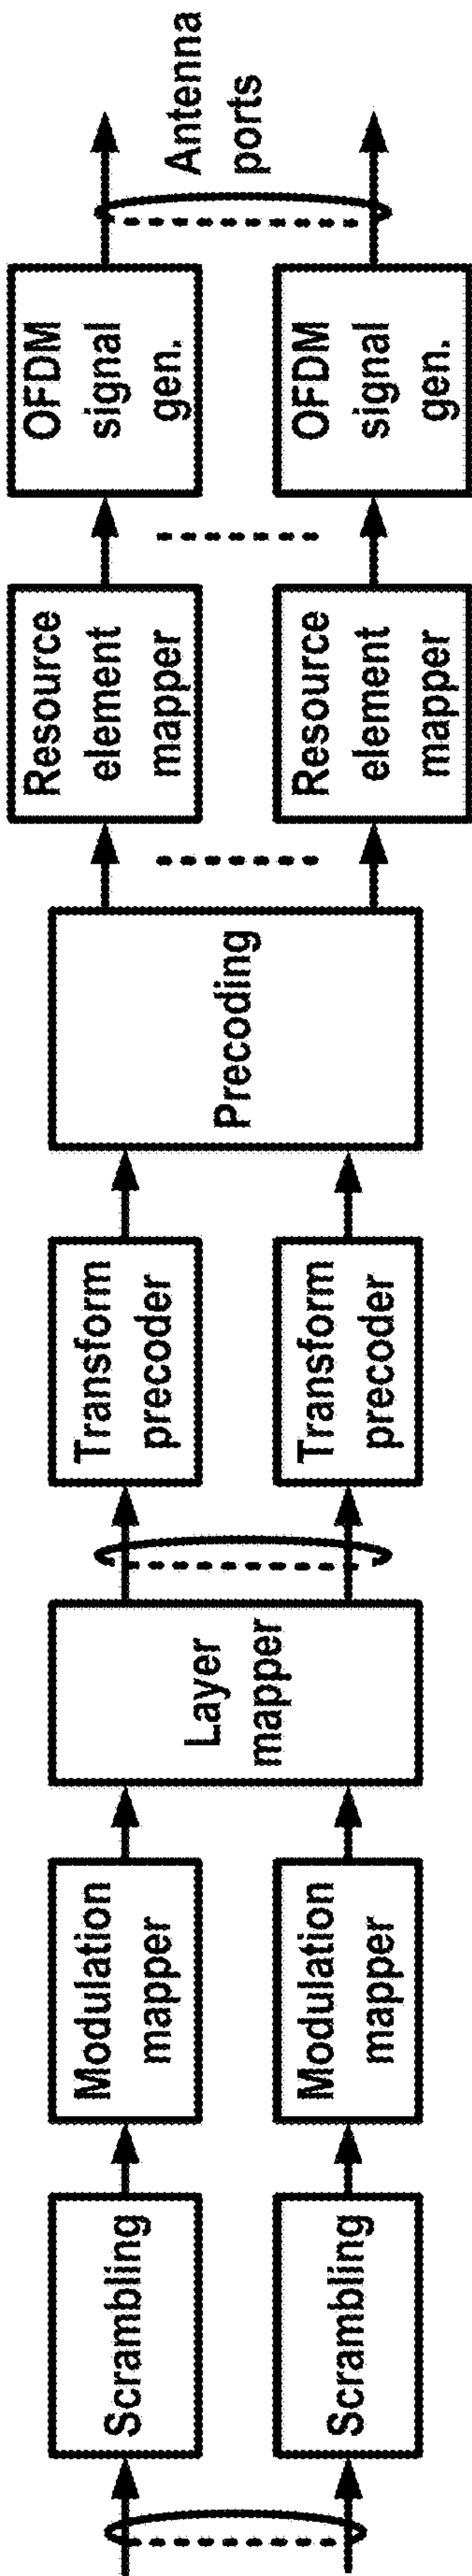 Scrambling
Scrambling
Modulation
mapper
Modulation
mapper
Layer
mapper
Transform
precoder
Transform
precoder
Precoding
Resource
element
mapper
Resource
element
mapper
OFDM
signal
gen.
OFDM
signal
gen.
Antenna
ports